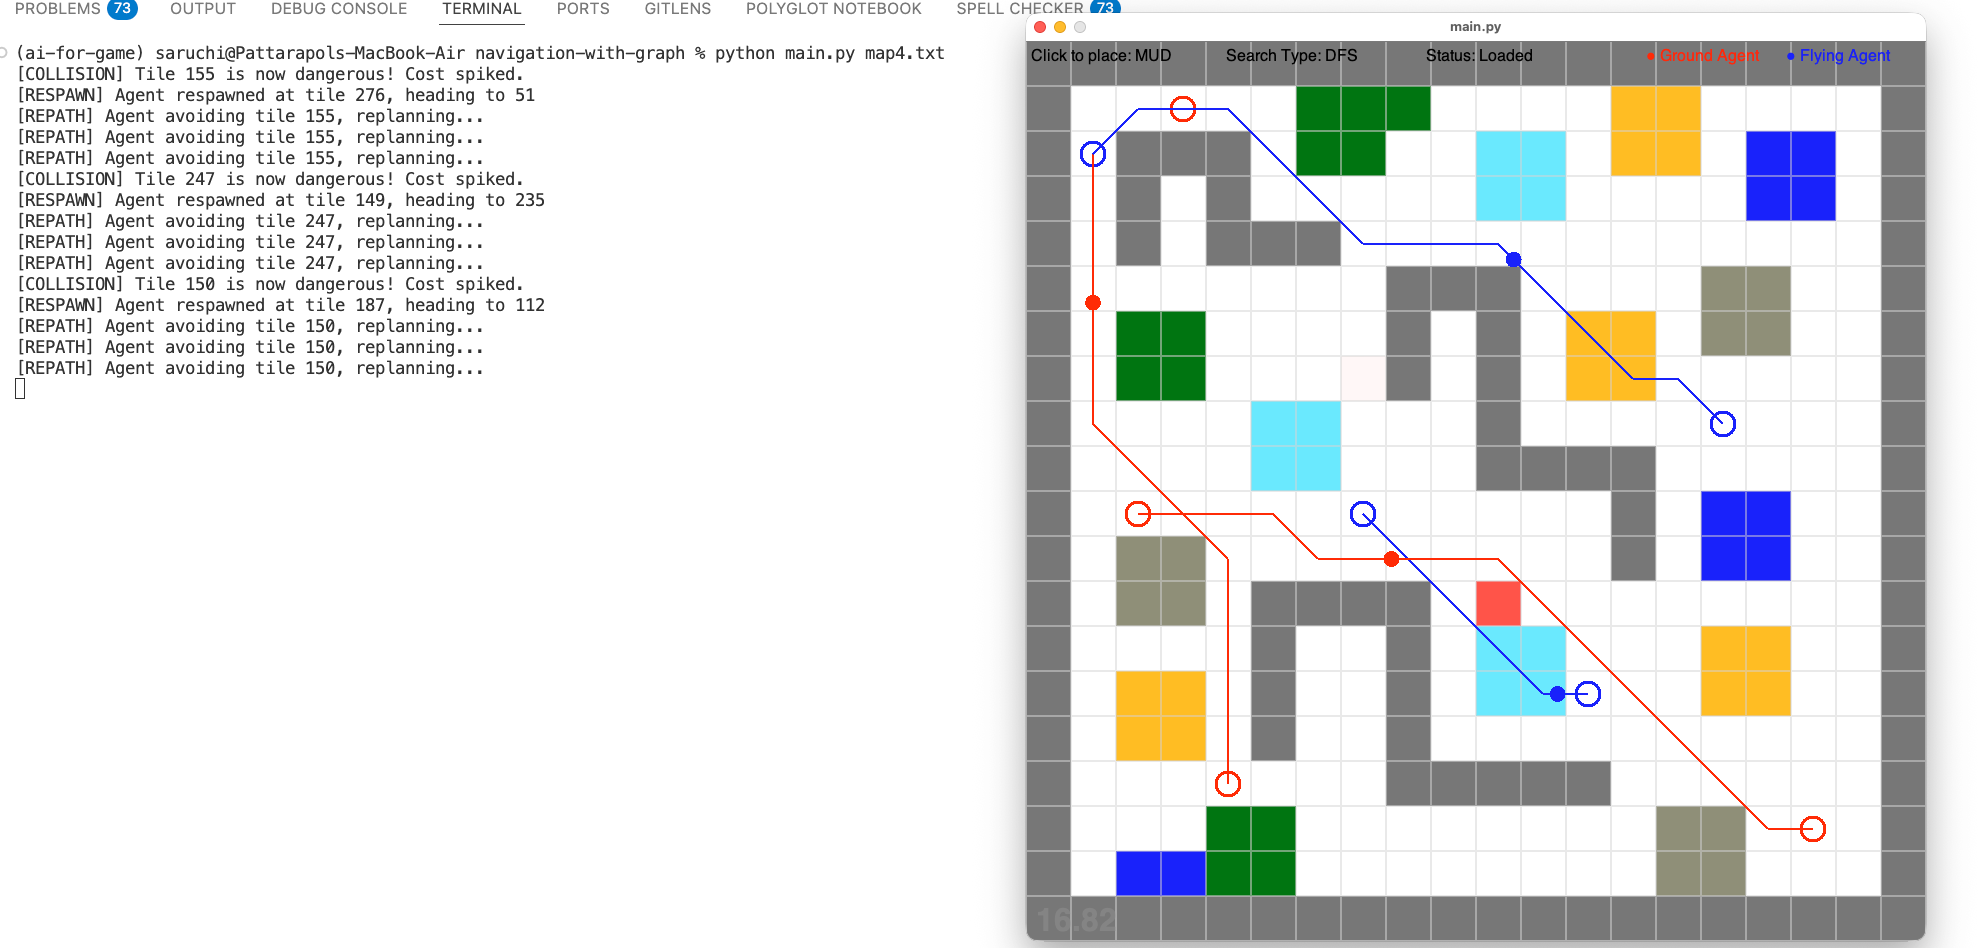 PROBLEMS 73 OUTPUT DEBUG CONSOLE TERMINAL PORTS GITLENS POLYGLOT NOTEBOOK SPELL CHECKER 73
(ai-for-game) saruchi@Pattarapols-MacBook-Air navigation-with-graph % python main.py map4.txt
[COLLISION] Tile 155 is now dangerous! Cost spiked.
[RESPAWN] Agent respawned at tile 276, heading to 51
[REPATH] Agent avoiding tile 155, replanning...
[REPATH] Agent avoiding tile 155, replanning...
[REPATH] Agent avoiding tile 155, replanning...
[COLLISION] Tile 247 is now dangerous! Cost spiked.
[RESPAWN] Agent respawned at tile 149, heading to 235
[REPATH] Agent avoiding tile 247, replanning...
[REPATH] Agent avoiding tile 247, replanning...
[REPATH] Agent avoiding tile 247, replanning...
[COLLISION] Tile 150 is now dangerous! Cost spiked.
[RESPAWN] Agent respawned at tile 187, heading to 112
[REPATH] Agent avoiding tile 150, replanning...
[REPATH] Agent avoiding tile 150, replanning...
[REPATH] Agent avoiding tile 150, replanning...
main.py
Click to place: MUD Search Type: DFS Status: Loaded ● Ground Agent ● Flying Agent
16.82